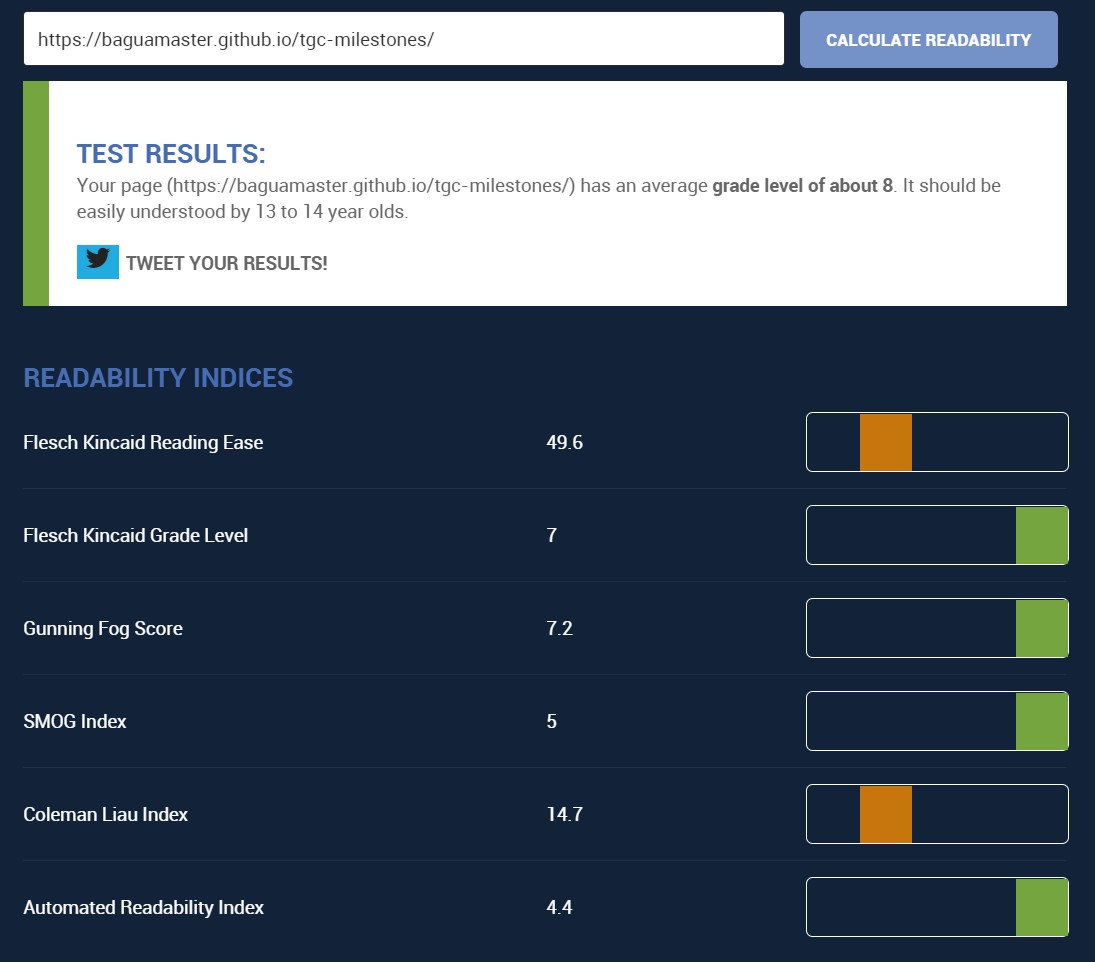 https://baguamaster.github.io/tgc-milestones/
CALCULATE READABILITY
TEST RESULTS:
Your page (https://baguamaster.github.io/tgc-milestones/) has an average grade level of about 8. It should be
easily understood by 13 to 14 year olds.
TWEET YOUR RESULTS!
READABILITY INDICES
Flesch Kincaid Reading Ease 49.6
Flesch Kincaid Grade Level 7
Gunning Fog Score 7.2
SMOG Index 5
Coleman Liau Index 14.7
Automated Readability Index 4.4